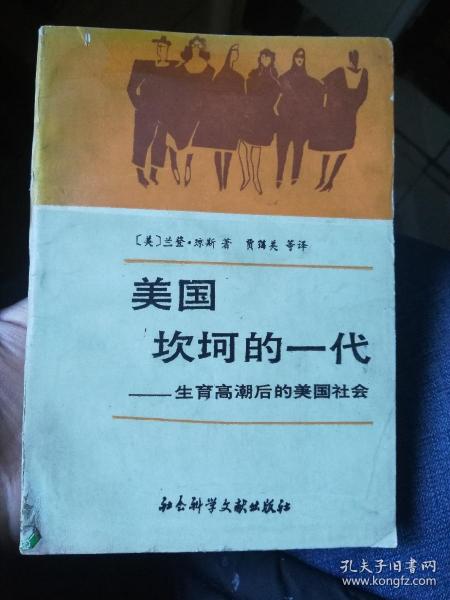 〔美〕兰登·琼斯 著 贾蔼美 等译
美国
坎坷的一代
——生育高潮后的美国社会
社会科学文献出版社
孔夫子旧书网
www.kongfz.com